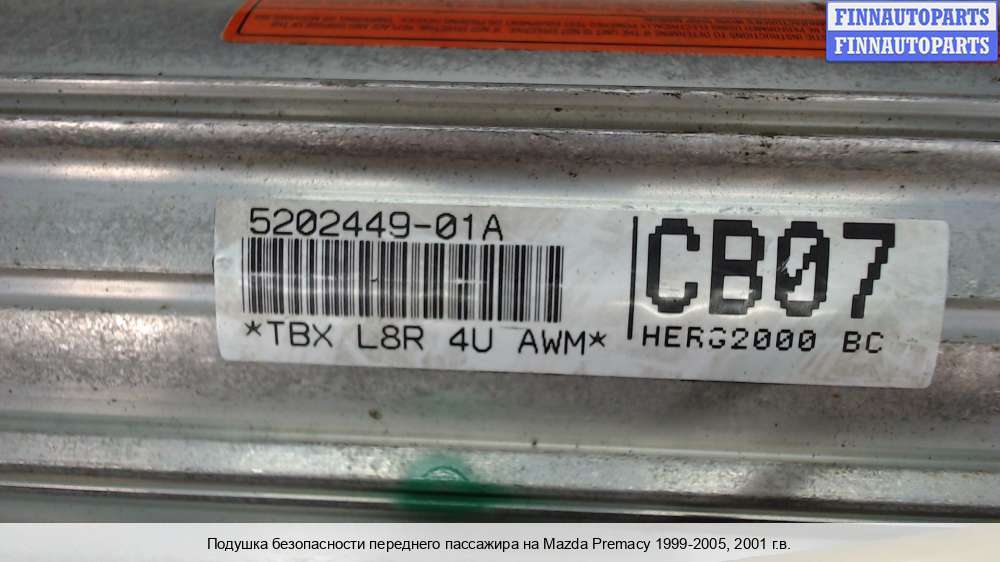 FINNAUTOPARTS
FINNAUTOPARTS
5202449-01A
CB07
*TBX L8R 4U AWM*
HERG2000 BC
Подушка безопасности переднего пассажира на Mazda Premacy 1999-2005, 2001 г.в.